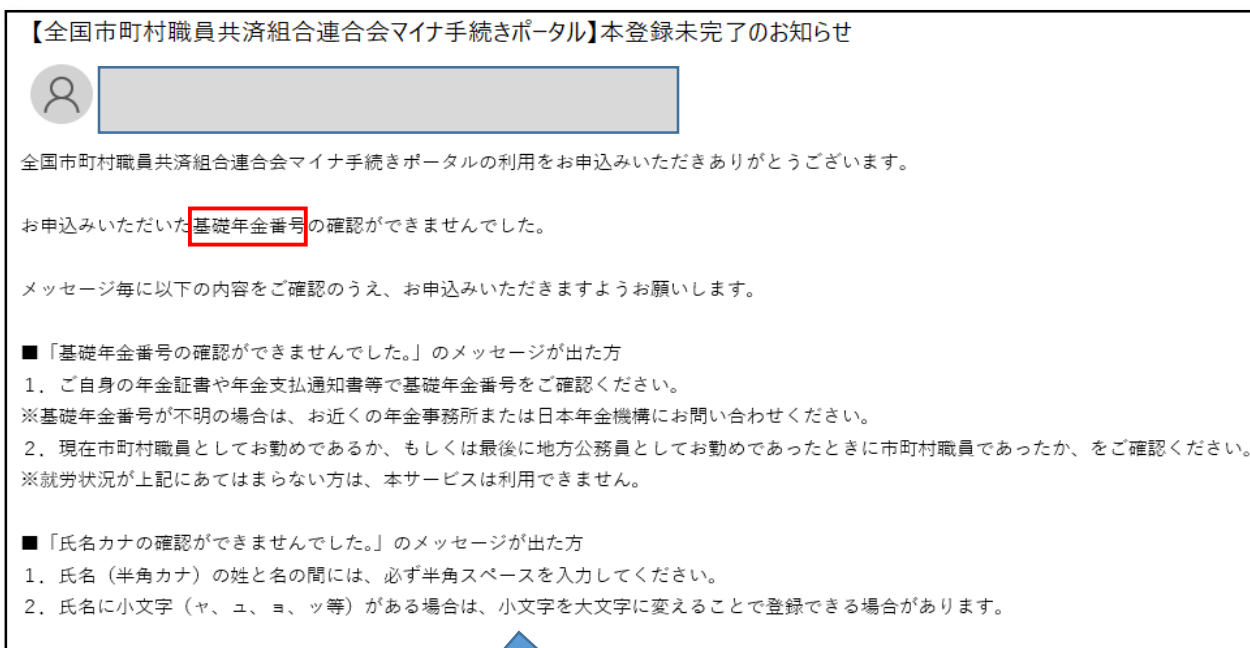 【全国市町村職員共済組合連合会マイナ手続きポータル】本登録未完了のお知らせ
全国市町村職員共済組合連合会マイナ手続きポータルの利用をお申込みいただきありがとうございます。
お申込みいただいた基礎年金番号の確認ができませんでした。
メッセージ毎に以下の内容をご確認のうえ、お申込みいただきますようお願いします。
■「基礎年金番号の確認ができませんでした。」のメッセージが出た方
１．ご自身の年金証書や年金支払通知書等で基礎年金番号をご確認ください。
※基礎年金番号が不明の場合は、お近くの年金事務所または日本年金機構にお問い合わせください。
２．現在市町村職員としてお勤めであるか、もしくは最後に地方公務員としてお勤めであったときに市町村職員であったか、をご確認ください。
※就労状況が上記にあてはまらない方は、本サービスは利用できません。
■「氏名カナの確認ができませんでした。」のメッセージが出た方
１．氏名（半角カナ）の姓と名の間には、必ず半角スペースを入力してください。
２．氏名に小文字（ャ、ュ、ョ、ッ等）がある場合は、小文字を大文字に変えることで登録できる場合があります。